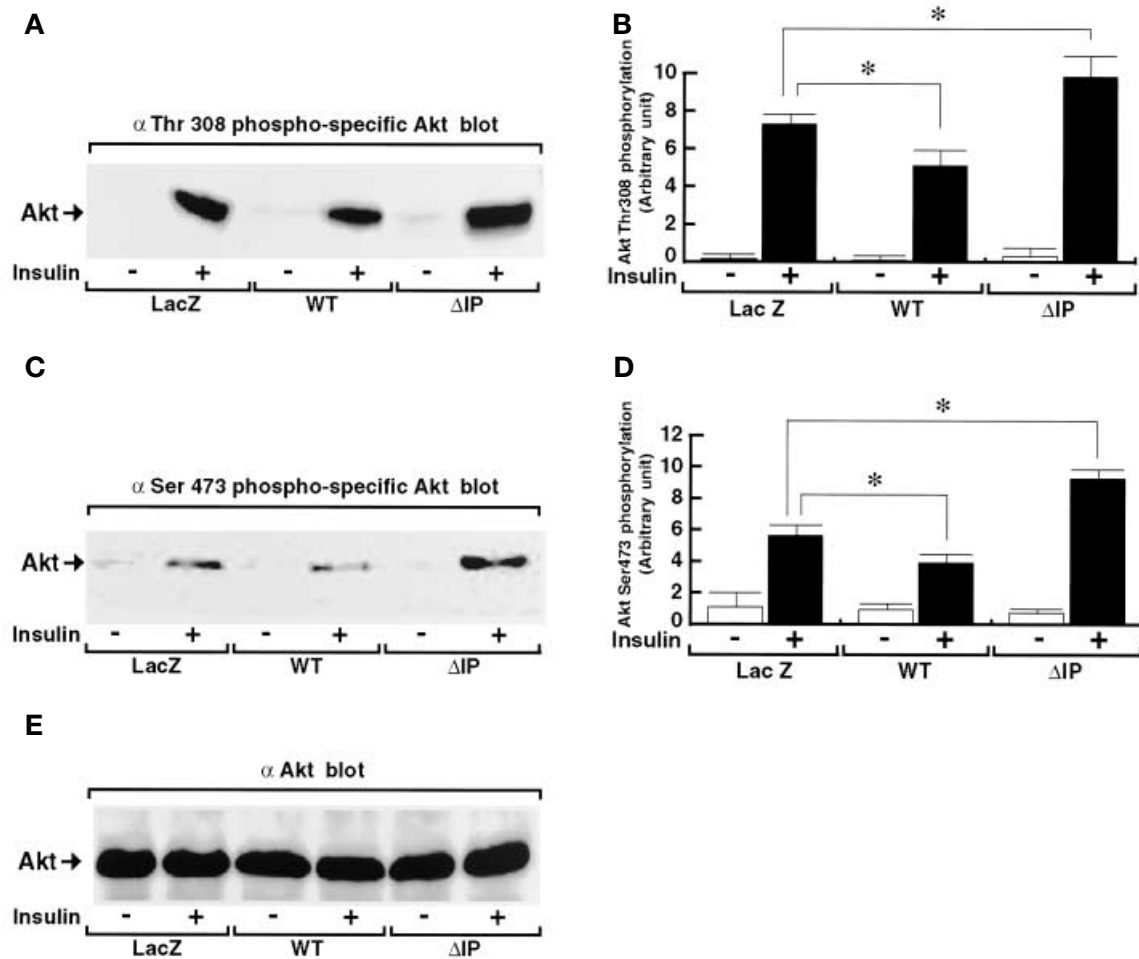 A
α Thr 308 phospho-specific Akt blot
Akt→
Insulin - + - + - +
LacZ WT ΔIP
B
Akt Thr308 phosphorylation
(Arbitrary unit)
10
8
6
4
2
0
*
*
Insulin - + - + - +
Lac Z WT ΔIP
C
α Ser 473 phospho-specific Akt blot
Akt→
Insulin - + - + - +
LacZ WT ΔIP
D
Akt Ser473 phosphorylation
(Arbitrary unit)
12
10
8
6
4
2
0
*
*
Insulin - + - + - +
Lac Z WT ΔIP
E
α Akt blot
Akt→
Insulin - + - + - +
LacZ WT ΔIP